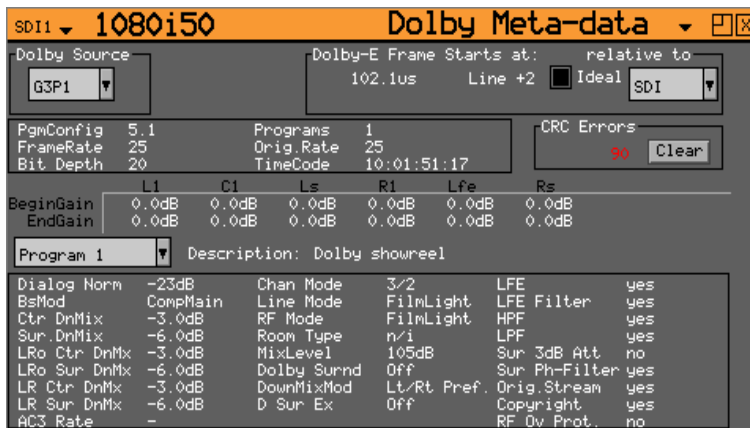 SDI1 1080i50 Dolby Meta-data
Dolby Source
G3P1
Dolby-E Frame Starts at: relative to
102.1us Line +2 Ideal SDI
PgmConfig 5.1 Programs 1
FrameRate 25 Orig.Rate 25
Bit Depth 20 TimeCode 10:01:51:17
CRC Errors
90 Clear
L1 C1 Ls R1 Lfe Rs
BeginGain 0.0dB 0.0dB 0.0dB 0.0dB 0.0dB 0.0dB
EndGain 0.0dB 0.0dB 0.0dB 0.0dB 0.0dB 0.0dB
Program 1 Description: Dolby showreel
Dialog Norm -23dB Chan Mode 3/2 LFE yes
BsMod CompMain Line Mode FilmLight LFE Filter yes
Ctr DnMix -3.0dB RF Mode FilmLight HPF yes
Sur.DnMix -6.0dB Room Type n/i LPF yes
LRo Ctr DnMx -3.0dB MixLevel 105dB Sur 3dB Att no
LRo Sur DnMx -6.0dB Dolby Surnd Off Sur Ph-Filter yes
LR Ctr DnMx -3.0dB DownMixMod Lt/Rt Pref. Orig.Stream yes
LR Sur DnMx -6.0dB D Sur Ex Off Copyright yes
AC3 Rate - RF Ov Prot. no